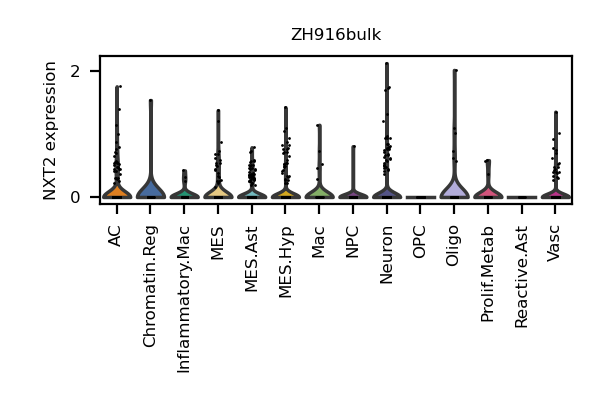 ZH916bulk
NXT2 expression
2
0
AC
Chromatin.Reg
Inflammatory.Mac
MES
MES.Ast
MES.Hyp
Mac
NPC
Neuron
OPC
Oligo
Prolif.Metab
Reactive.Ast
Vasc